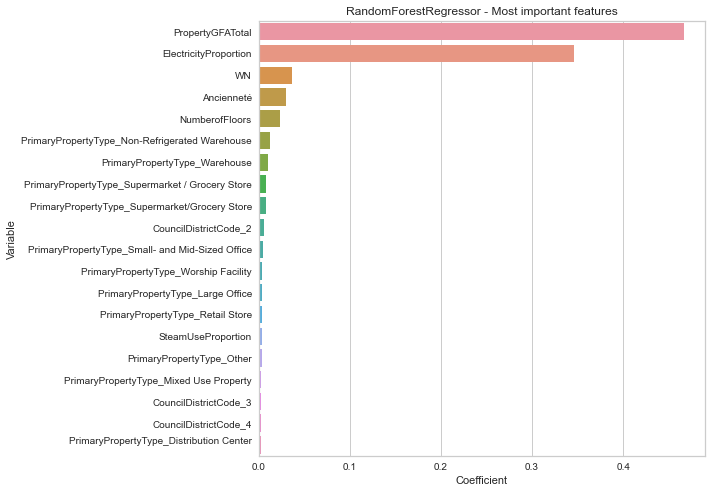 RandomForestRegressor - Most important features
PropertyGFATotal
ElectricityProportion
WN
Ancienneté
NumberofFloors
PrimaryPropertyType_Non-Refrigerated Warehouse
PrimaryPropertyType_Warehouse
PrimaryPropertyType_Supermarket / Grocery Store
PrimaryPropertyType_Supermarket/Grocery Store
CouncilDistrictCode_2
PrimaryPropertyType_Small- and Mid-Sized Office
PrimaryPropertyType_Worship Facility
PrimaryPropertyType_Large Office
PrimaryPropertyType_Retail Store
SteamUseProportion
PrimaryPropertyType_Other
PrimaryPropertyType_Mixed Use Property
CouncilDistrictCode_3
CouncilDistrictCode_4
PrimaryPropertyType_Distribution Center
Variable
0.0 0.1 0.2 0.3 0.4
Coefficient